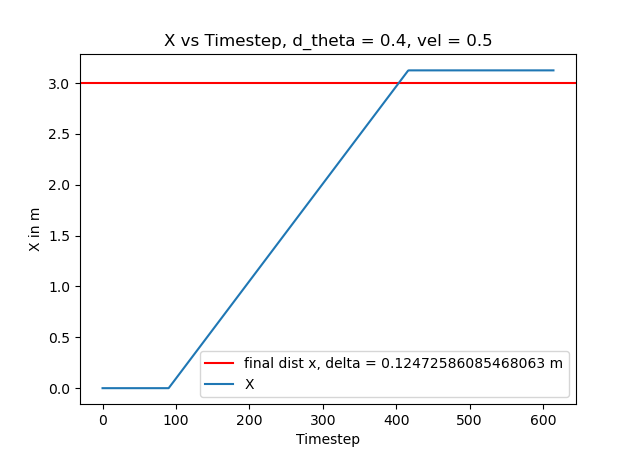 X vs Timestep, d_theta = 0.4, vel = 0.5
3.0
2.5
2.0
1.5
1.0
0.5
0.0
X in m
final dist x, delta = 0.12472586085468063 m
X
0 100 200 300 400 500 600
Timestep